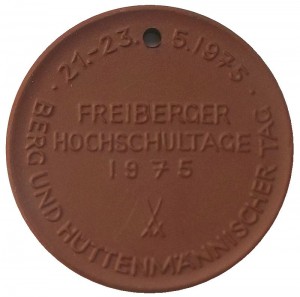 · 21.-23. 5.1975 ·
FREIBERGER
HOCHSCHULTAGE
1975
BERG UND HÜTTENMÄNNISCHER TAG